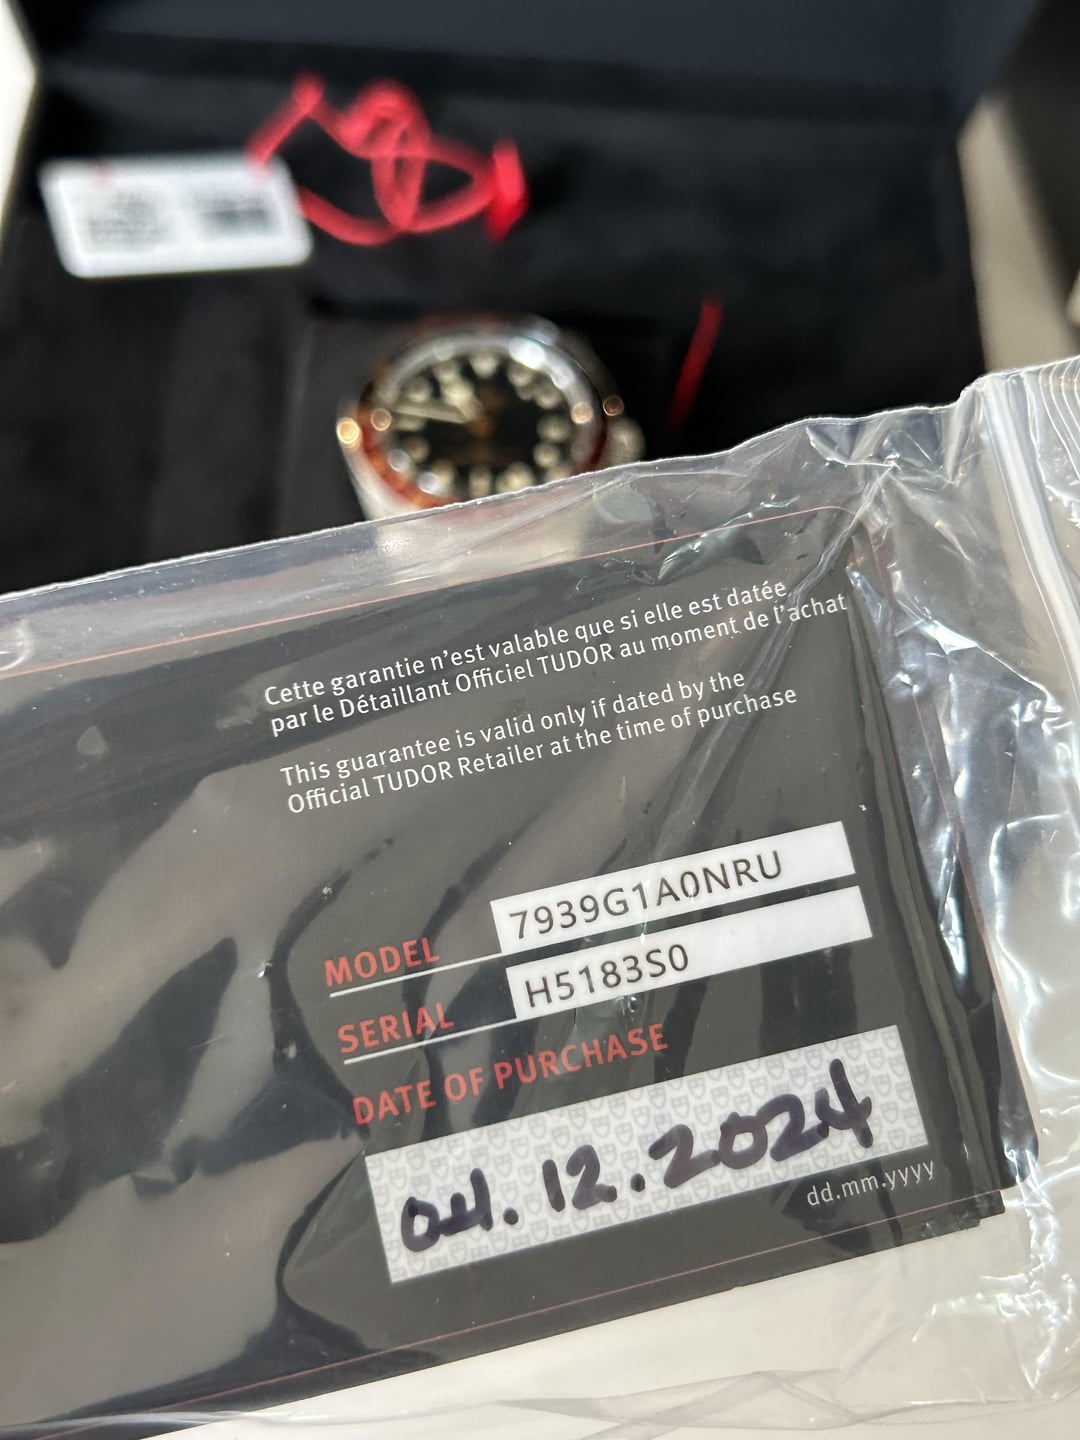 Cette garantie n'est valable que si elle est datée
par le Détaillant Officiel TUDOR au moment de l'achat
This guarantee is valid only if dated by the
Official TUDOR Retailer at the time of purchase
MODEL 7939G1A0NRU
SERIAL H5183S0
DATE OF PURCHASE
04.12.2024
dd.mm.yyyy